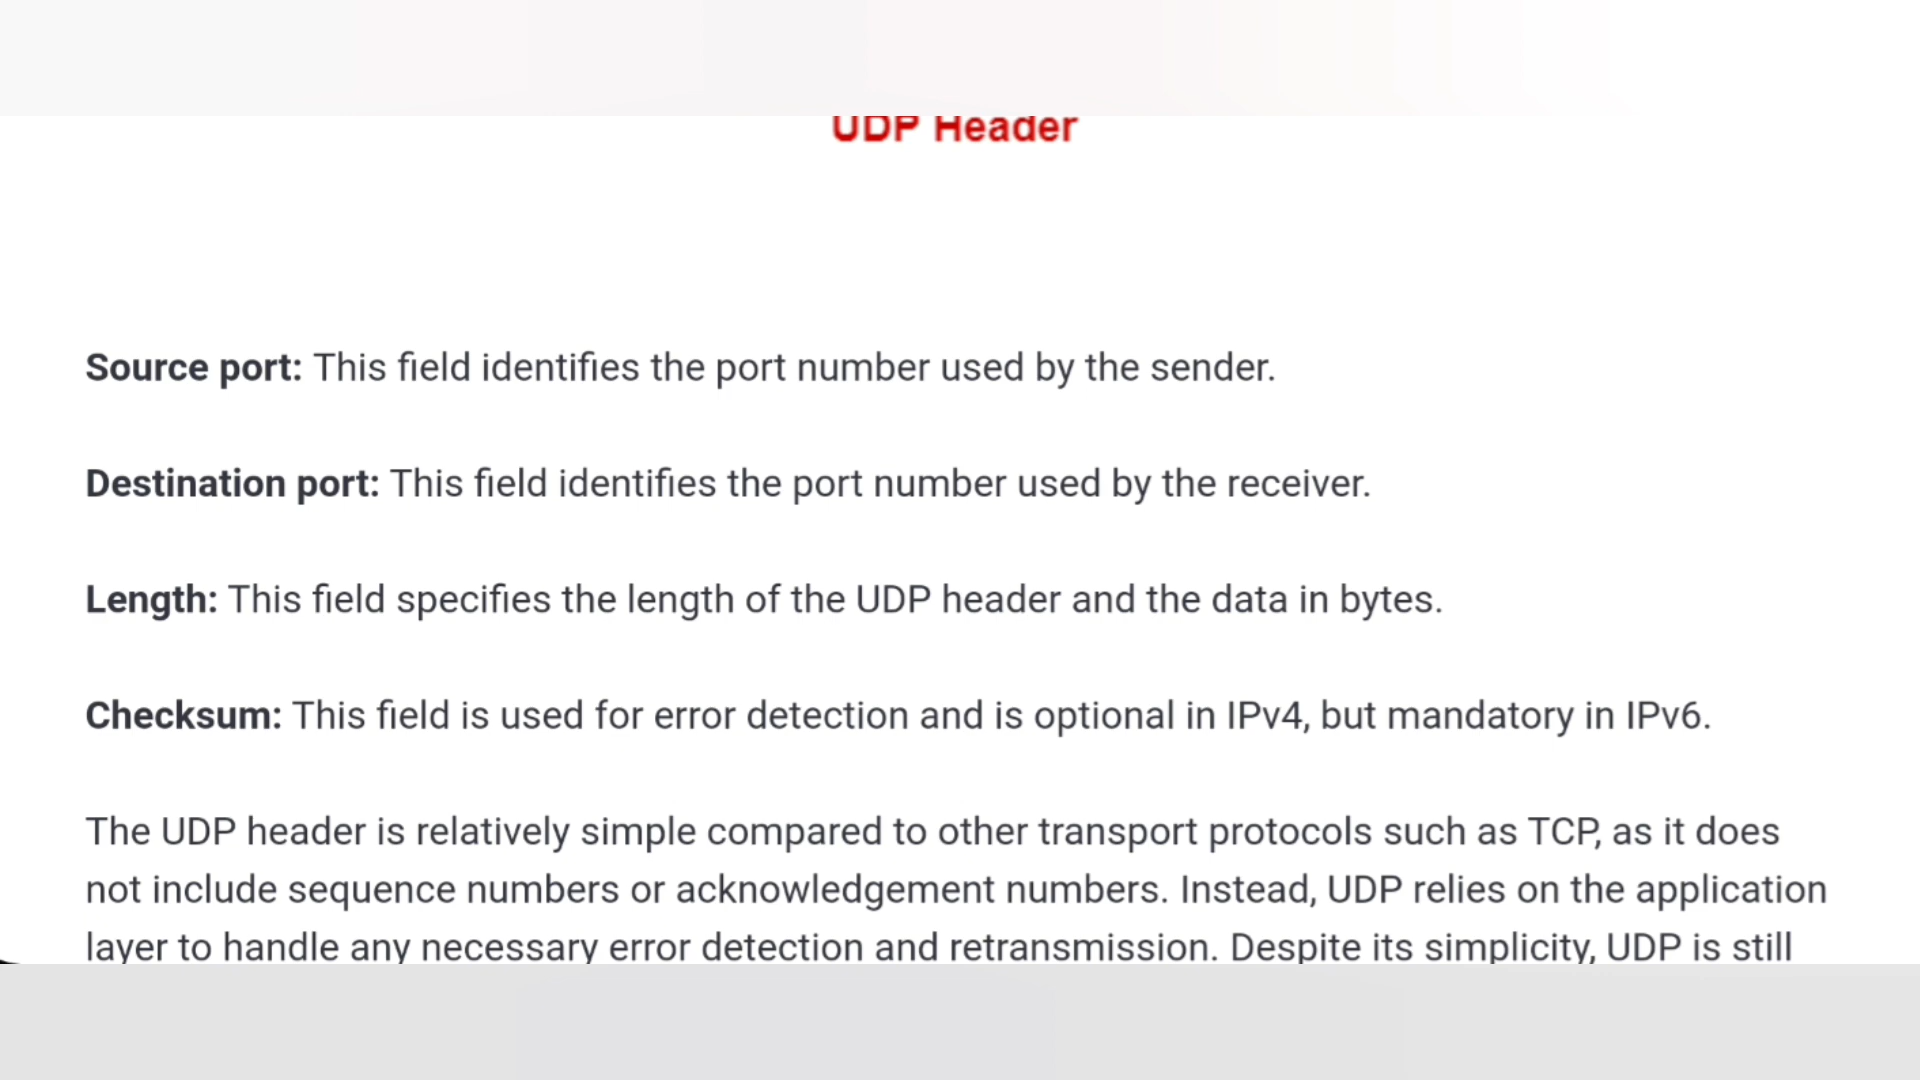 UDP Header
Source port: This field identifies the port number used by the sender.
Destination port: This field identifies the port number used by the receiver.
Length: This field specifies the length of the UDP header and the data in bytes.
Checksum: This field is used for error detection and is optional in IPv4, but mandatory in IPv6.
The UDP header is relatively simple compared to other transport protocols such as TCP, as it does
not include sequence numbers or acknowledgement numbers. Instead, UDP relies on the application
layer to handle any necessary error detection and retransmission. Despite its simplicity, UDP is still